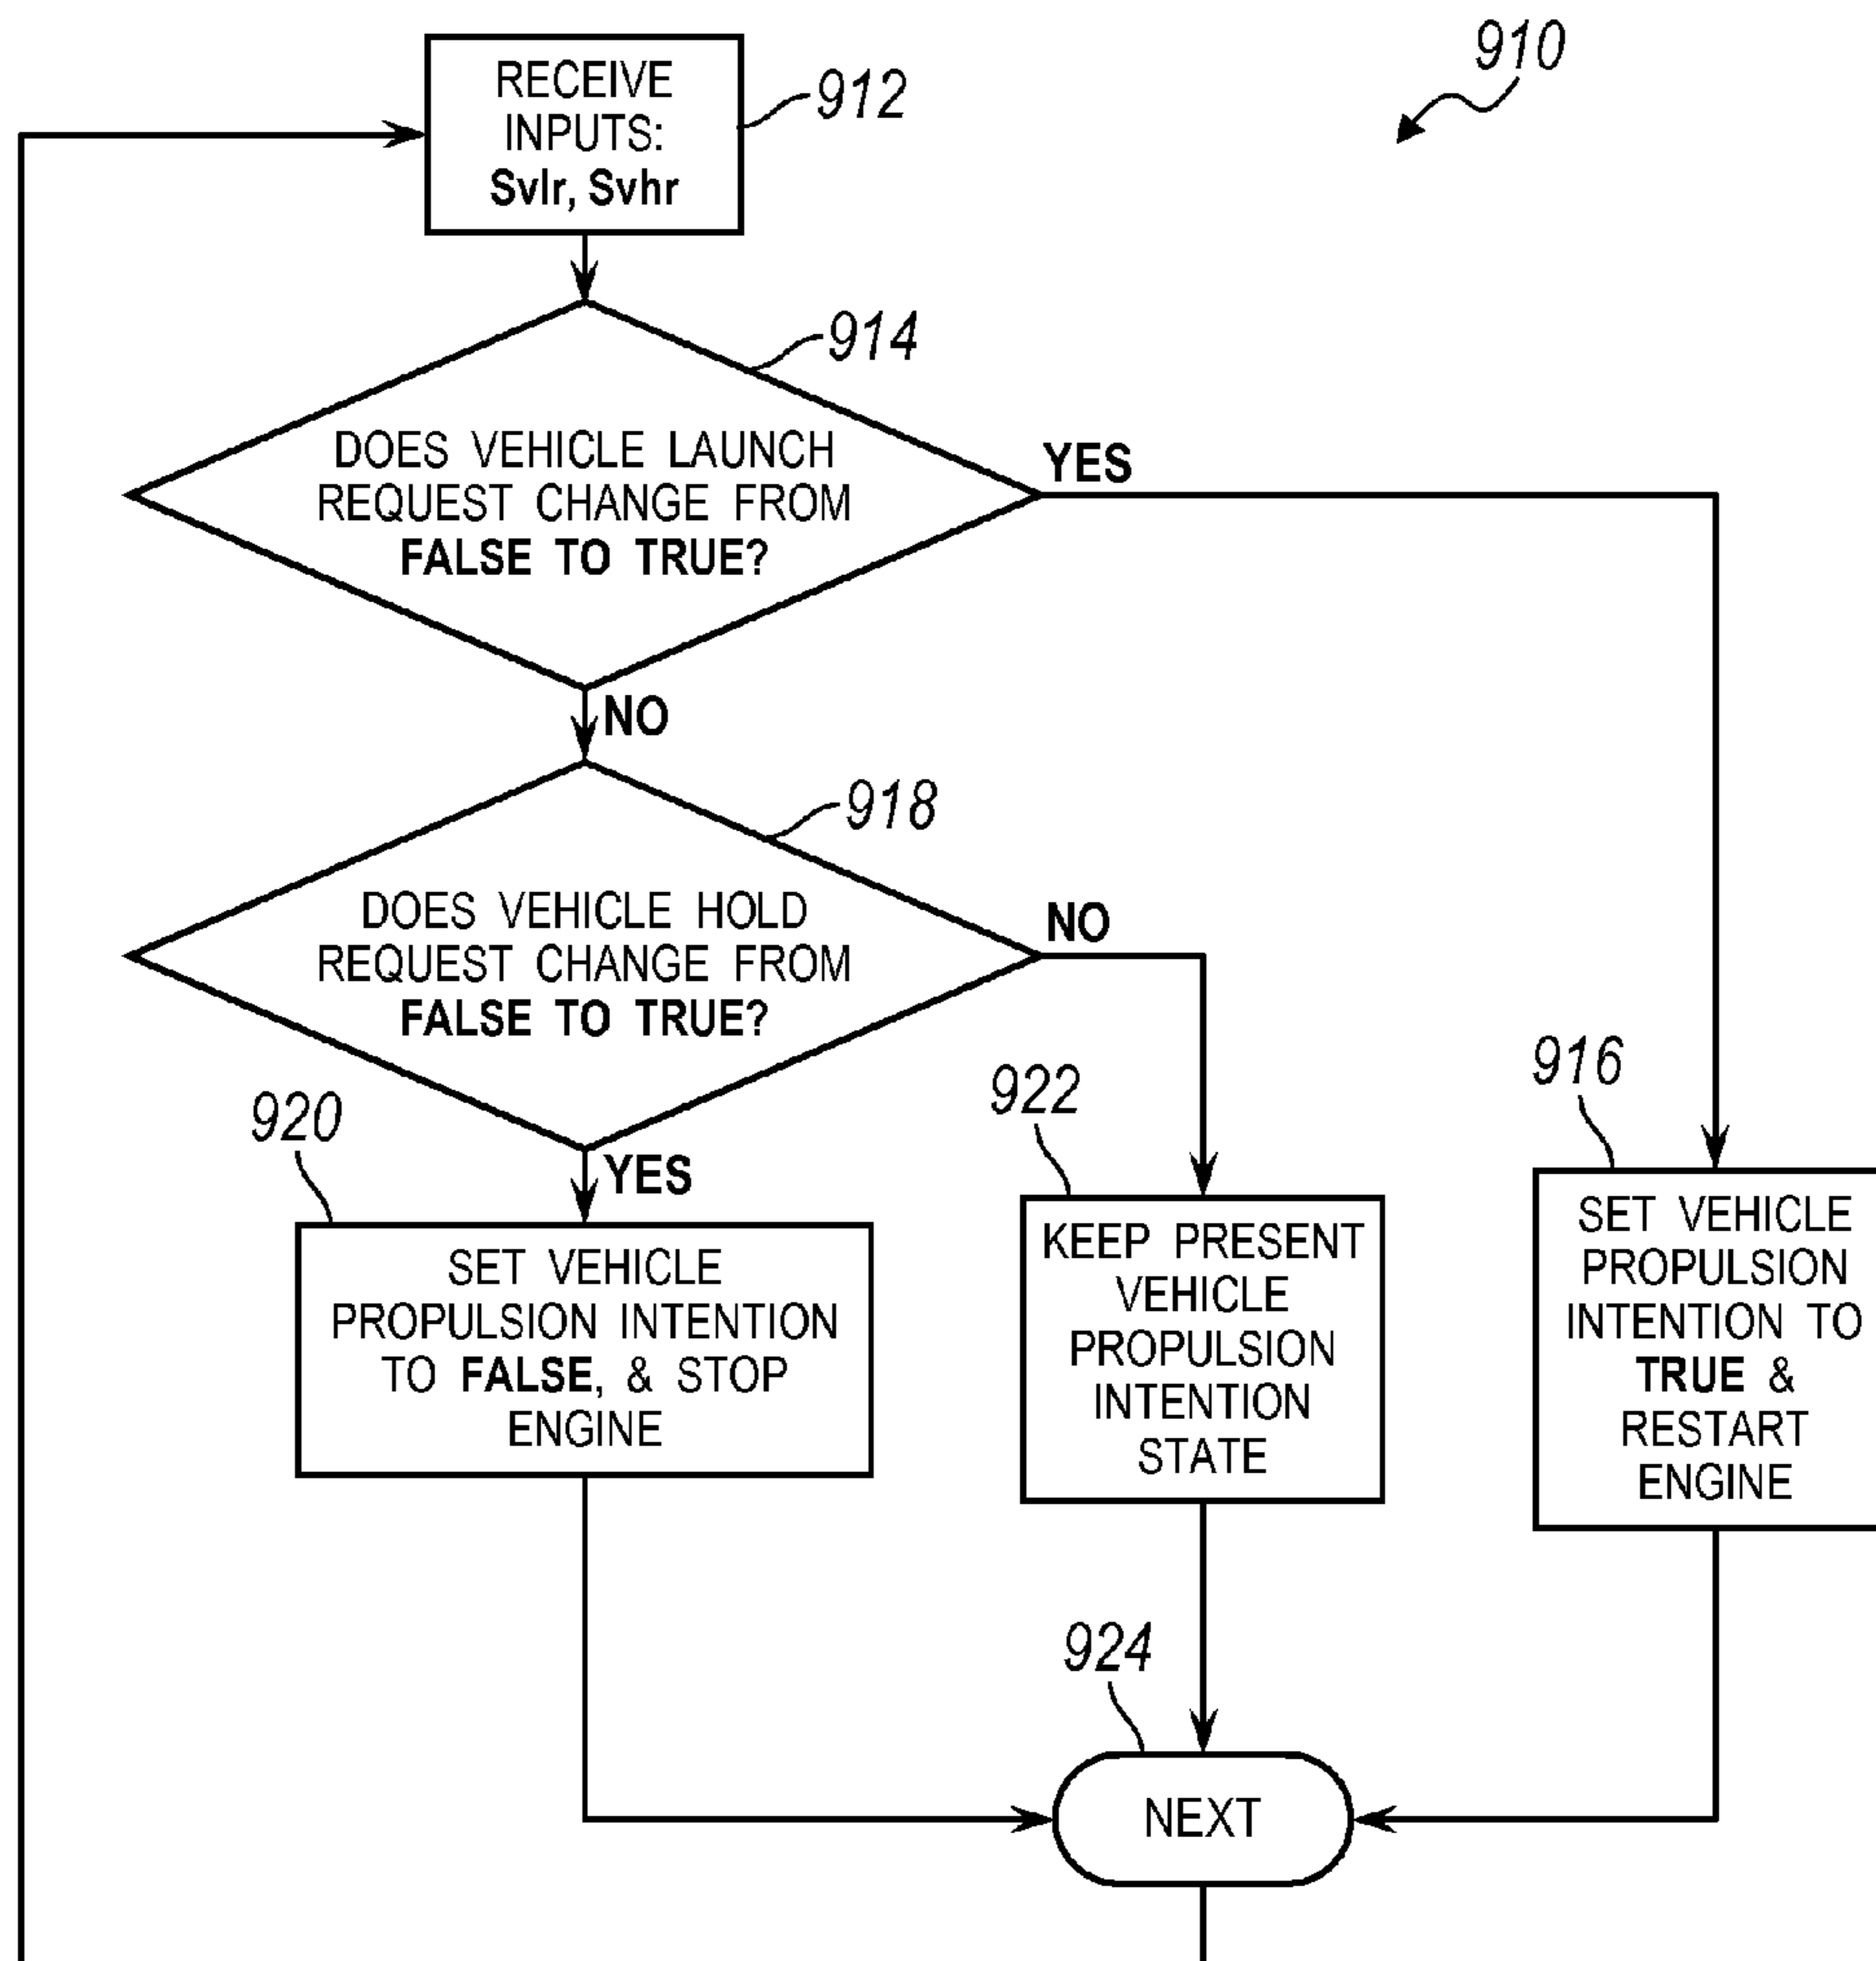 910
RECEIVE
INPUTS:
Svlr, Svhr
912
914
DOES VEHICLE LAUNCH
REQUEST CHANGE FROM
FALSE TO TRUE?
YES
NO
918
DOES VEHICLE HOLD
REQUEST CHANGE FROM
FALSE TO TRUE?
NO
YES
920
SET VEHICLE
PROPULSION INTENTION
TO FALSE, & STOP
ENGINE
922
KEEP PRESENT
VEHICLE
PROPULSION
INTENTION
STATE
916
SET VEHICLE
PROPULSION
INTENTION TO
TRUE &
RESTART
ENGINE
924
NEXT